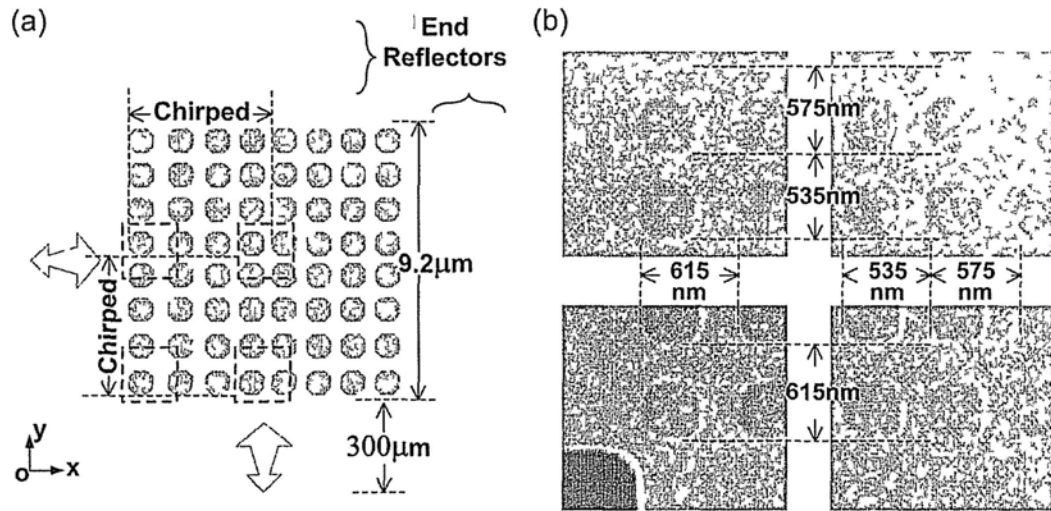 (a)
End
Reflectors
Chirped
Chirped
9.2μm
300μm
y
o
x
(b)
575nm
535nm
615
nm
535
nm
575
nm
615nm